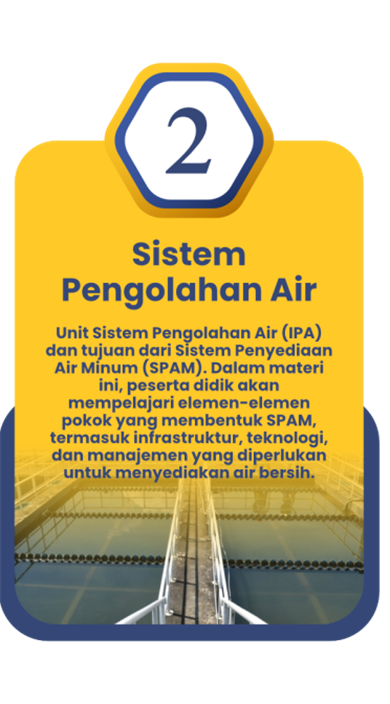 2
Sistem
Pengolahan Air
Unit Sistem Pengolahan Air (IPA)
dan tujuan dari Sistem Penyediaan
Air Minum (SPAM). Dalam materi
ini, peserta didik akan
mempelajari elemen-elemen
pokok yang membentuk SPAM,
termasuk infrastruktur, teknologi,
dan manajemen yang diperlukan
untuk menyediakan air bersih.